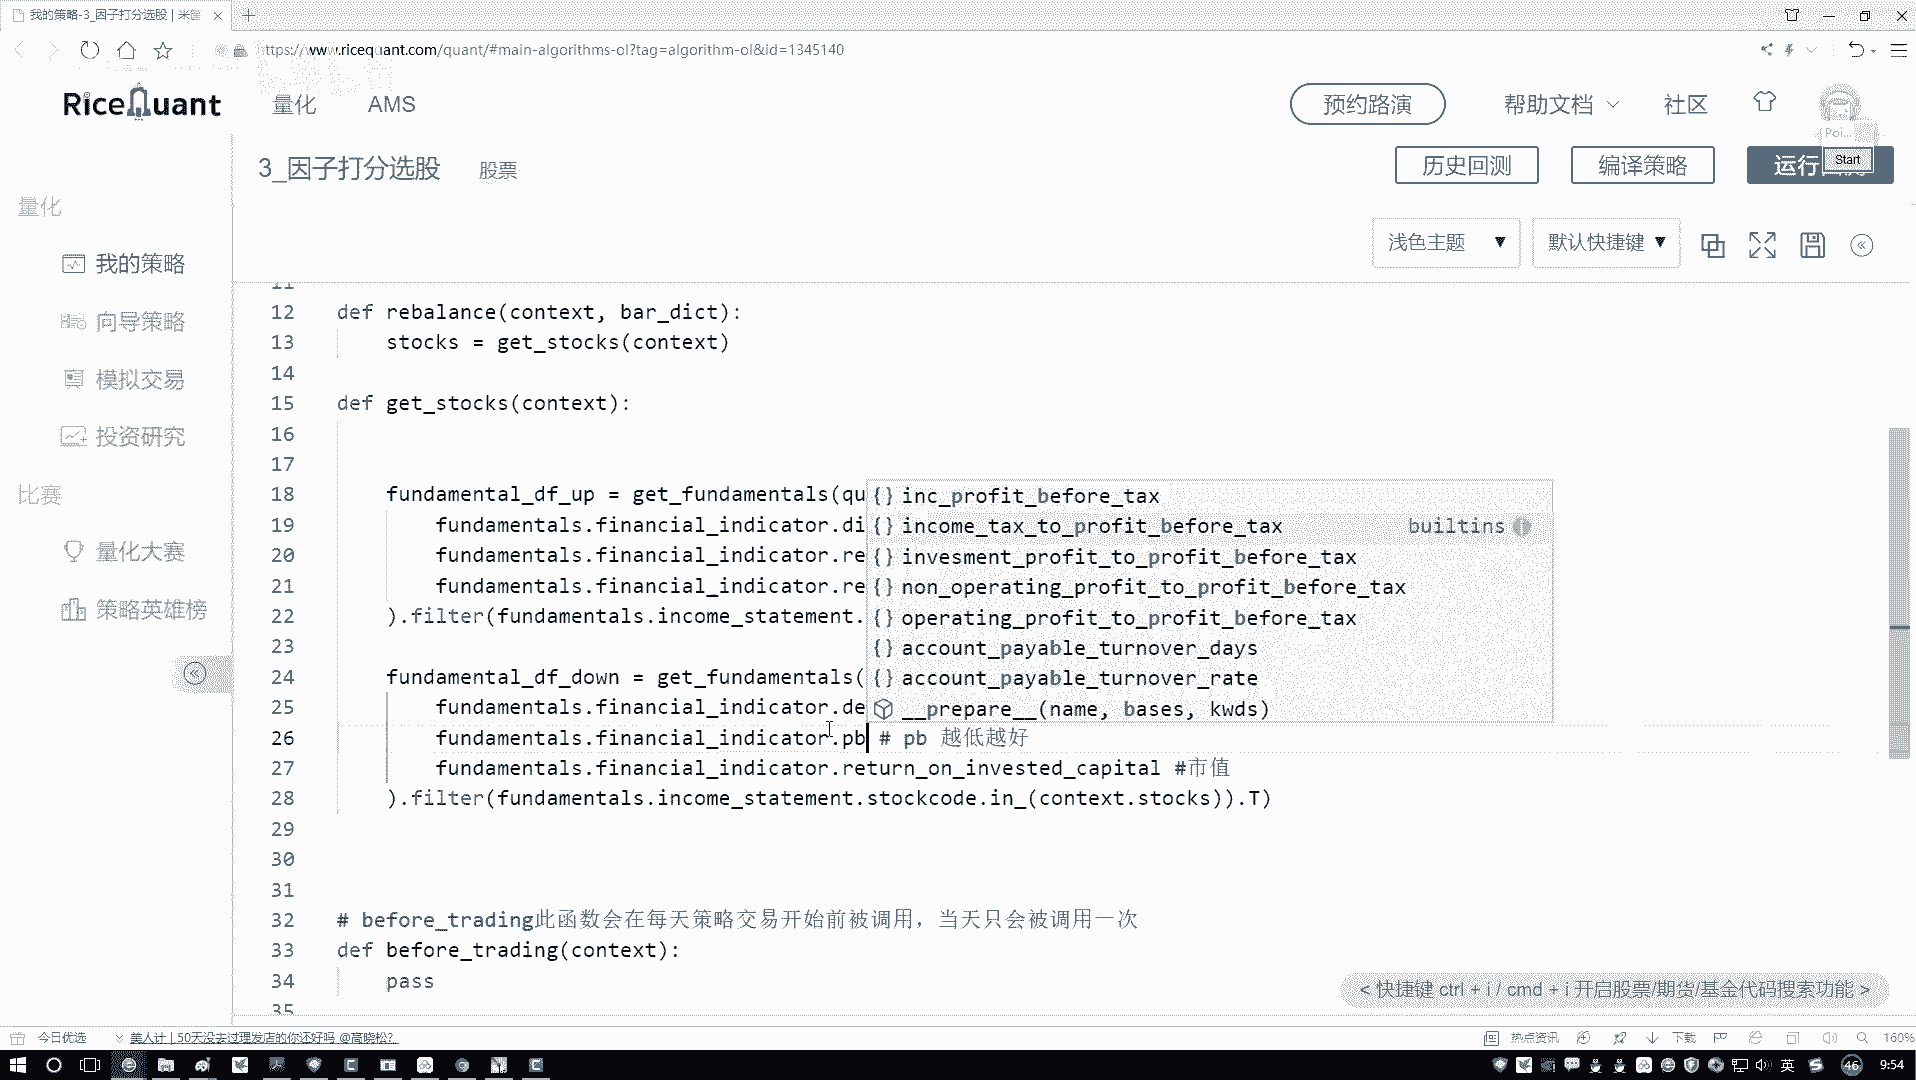 我的策略-3_因子打分选股 | 米筐
ttps://www.ricequant.com/quant/#main-algorithms-ol?tag=algorithm-ol&id=1345140
RiceQuant 量化 AMS 预约路演 帮助文档 社区
Poi...
Start
3_因子打分选股 股票 历史回测 编译策略 运行
浅色主题 ▼ 默认快捷键 ▼
量化
我的策略
向导策略
模拟交易
投资研究
比赛
量化大赛
策略英雄榜
11
12 def rebalance(context, bar_dict):
13 stocks = get_stocks(context)
14
15 def get_stocks(context):
16
17
18 fundamental_df_up = get_fundamentals(qu
19 fundamentals.financial_indicator.di
20 fundamentals.financial_indicator.re
21 fundamentals.financial_indicator.re
22 ).filter(fundamentals.income_statement.
23
24 fundamental_df_down = get_fundamentals(
25 fundamentals.financial_indicator.de
26 fundamentals.financial_indicator.pb # pb 越低越好
27 fundamentals.financial_indicator.return_on_invested_capital #市值
28 ).filter(fundamentals.income_statement.stockcode.in_(context.stocks)).T)
29
30
31
32 # before_trading此函数会在每天策略交易开始前被调用，当天只会被调用一次
33 def before_trading(context):
34 pass
35
{} inc_profit_before_tax
{} income_tax_to_profit_before_tax builtins
{} invesment_profit_to_profit_before_tax
{} non_operating_profit_to_profit_before_tax
{} operating_profit_to_profit_before_tax
{} account_payable_turnover_days
{} account_payable_turnover_rate
__prepare__(name, bases, kwds)
< 快捷键 ctrl + i / cmd + i 开启股票/期货/基金代码搜索功能 >
今日优选 美人计 | 50天没去过理发店的你还好吗 @高晓松? 热点资讯 下载 160%
英 46 9:54